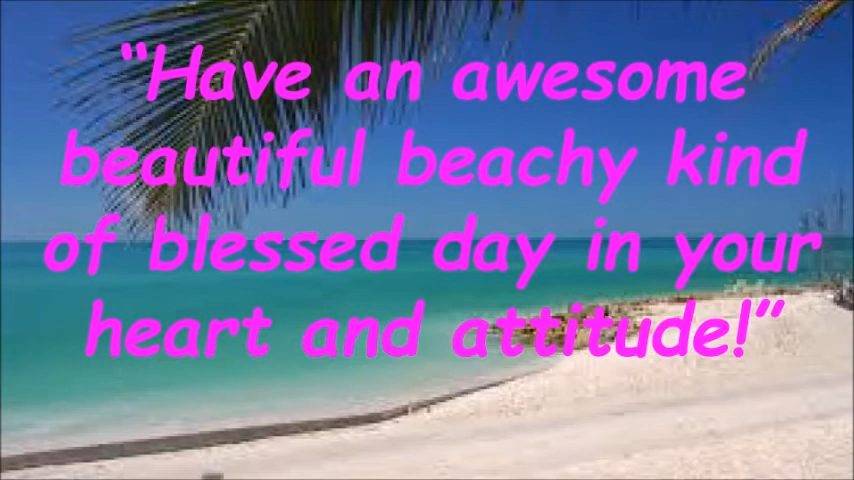 “Have an awesome
beautiful beachy kind
of blessed day in your
heart and attitude!”